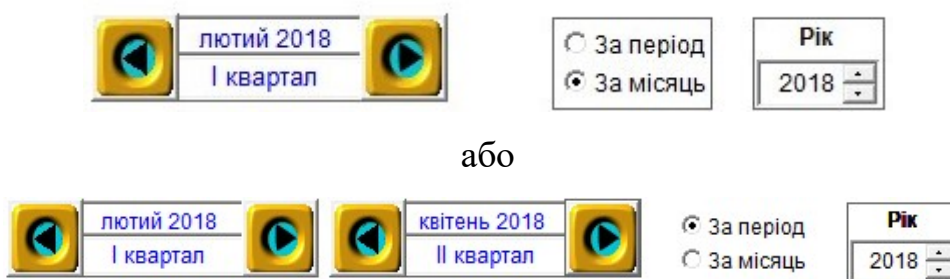 лютий 2018
І квартал
За період
За місяць
Рік
2018
або
лютий 2018
І квартал
квітень 2018
ІІ квартал
За період
За місяць
Рік
2018